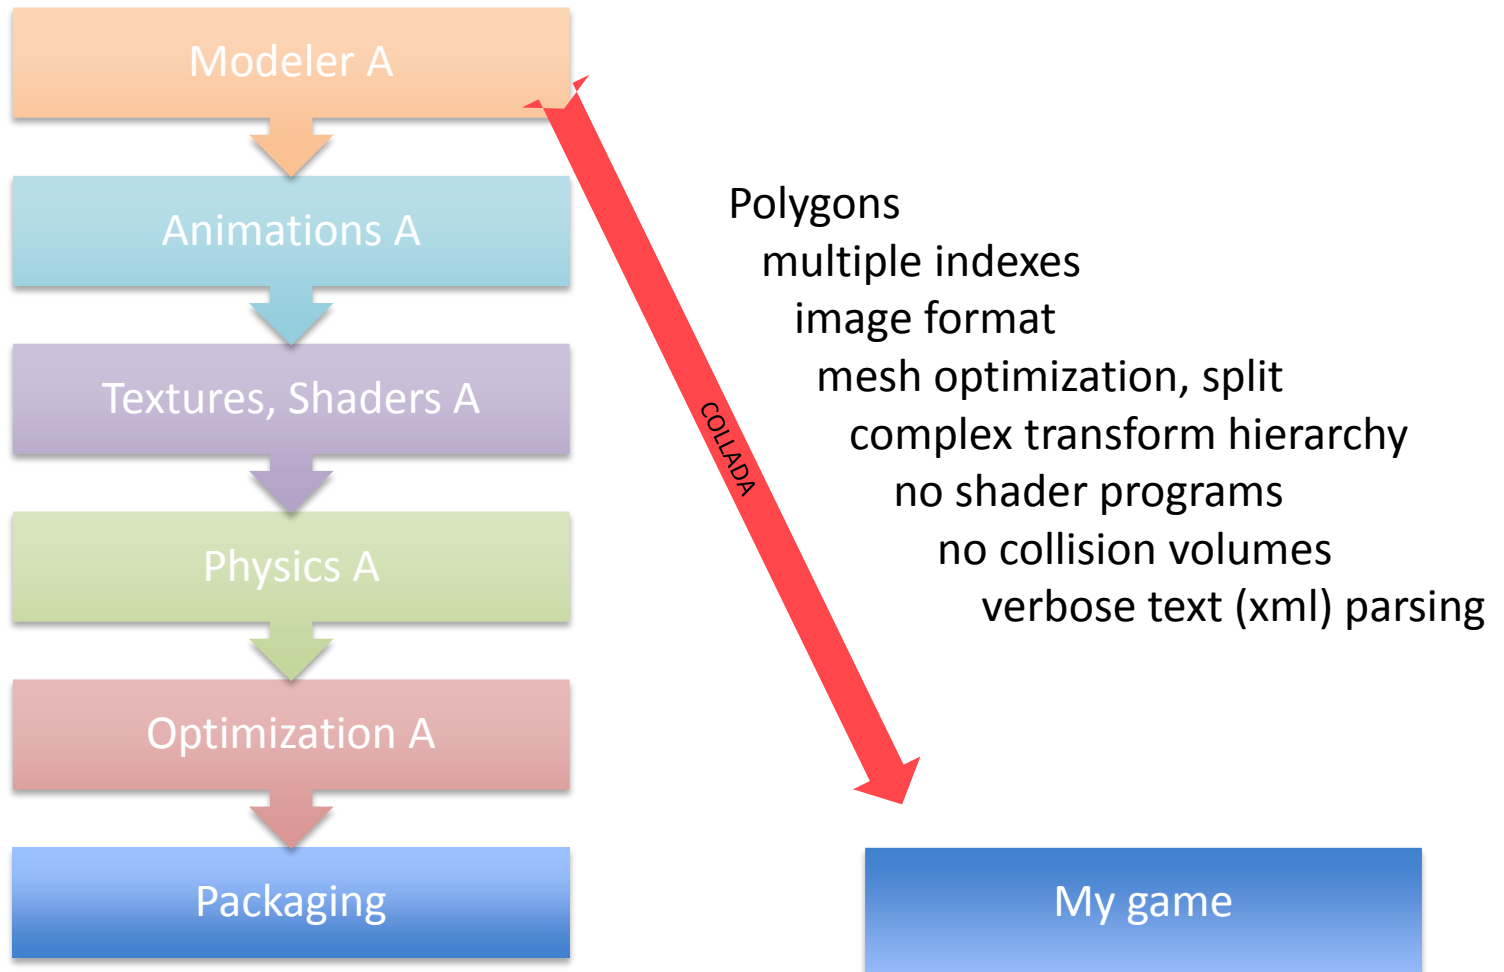 Modeler A
Animations A
Textures, Shaders A
Physics A
Optimization A
Packaging
COLLADA
Polygons
multiple indexes
image format
mesh optimization, split
complex transform hierarchy
no shader programs
no collision volumes
verbose text (xml) parsing
My game